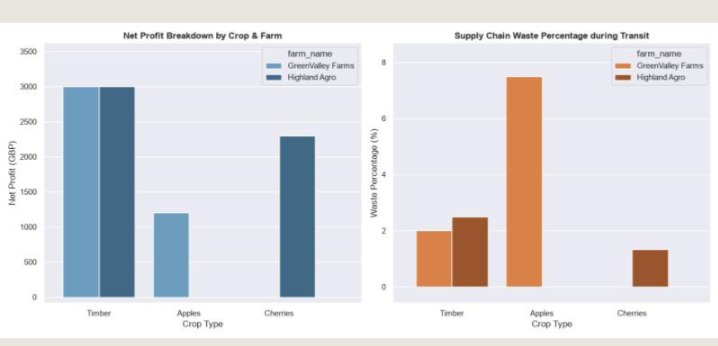 Net Profit Breakdown by Crop & Farm
farm_name
GreenValley Farms
Highland Agro
3500
3000
2500
2000
1500
1000
500
0
Net Profit (GBP)
Timber
Apples
Cherries
Crop Type
Supply Chain Waste Percentage during Transit
farm_name
GreenValley Farms
Highland Agro
8
6
4
2
0
Waste Percentage (%)
Timber
Apples
Cherries
Crop Type